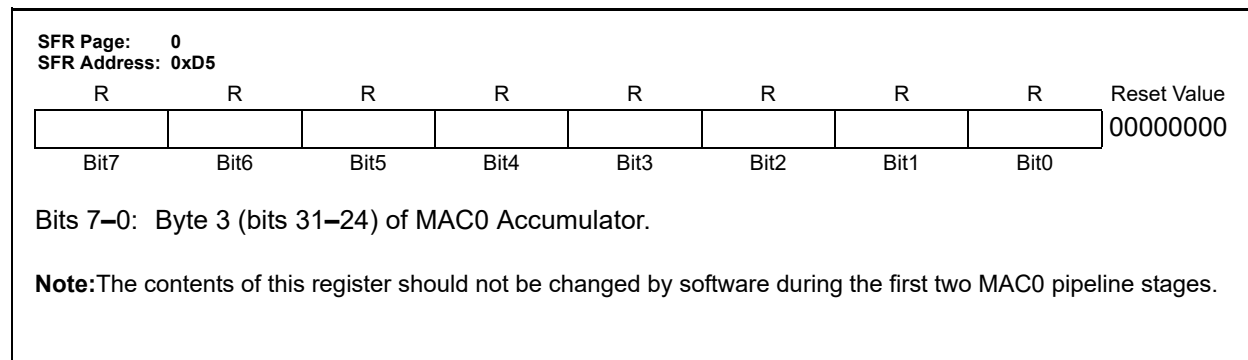 SFR Page: 0
SFR Address: 0xD5
R R R R R R R R Reset Value
00000000
Bit7 Bit6 Bit5 Bit4 Bit3 Bit2 Bit1 Bit0
Bits 7–0: Byte 3 (bits 31–24) of MAC0 Accumulator.
Note:The contents of this register should not be changed by software during the first two MAC0 pipeline stages.